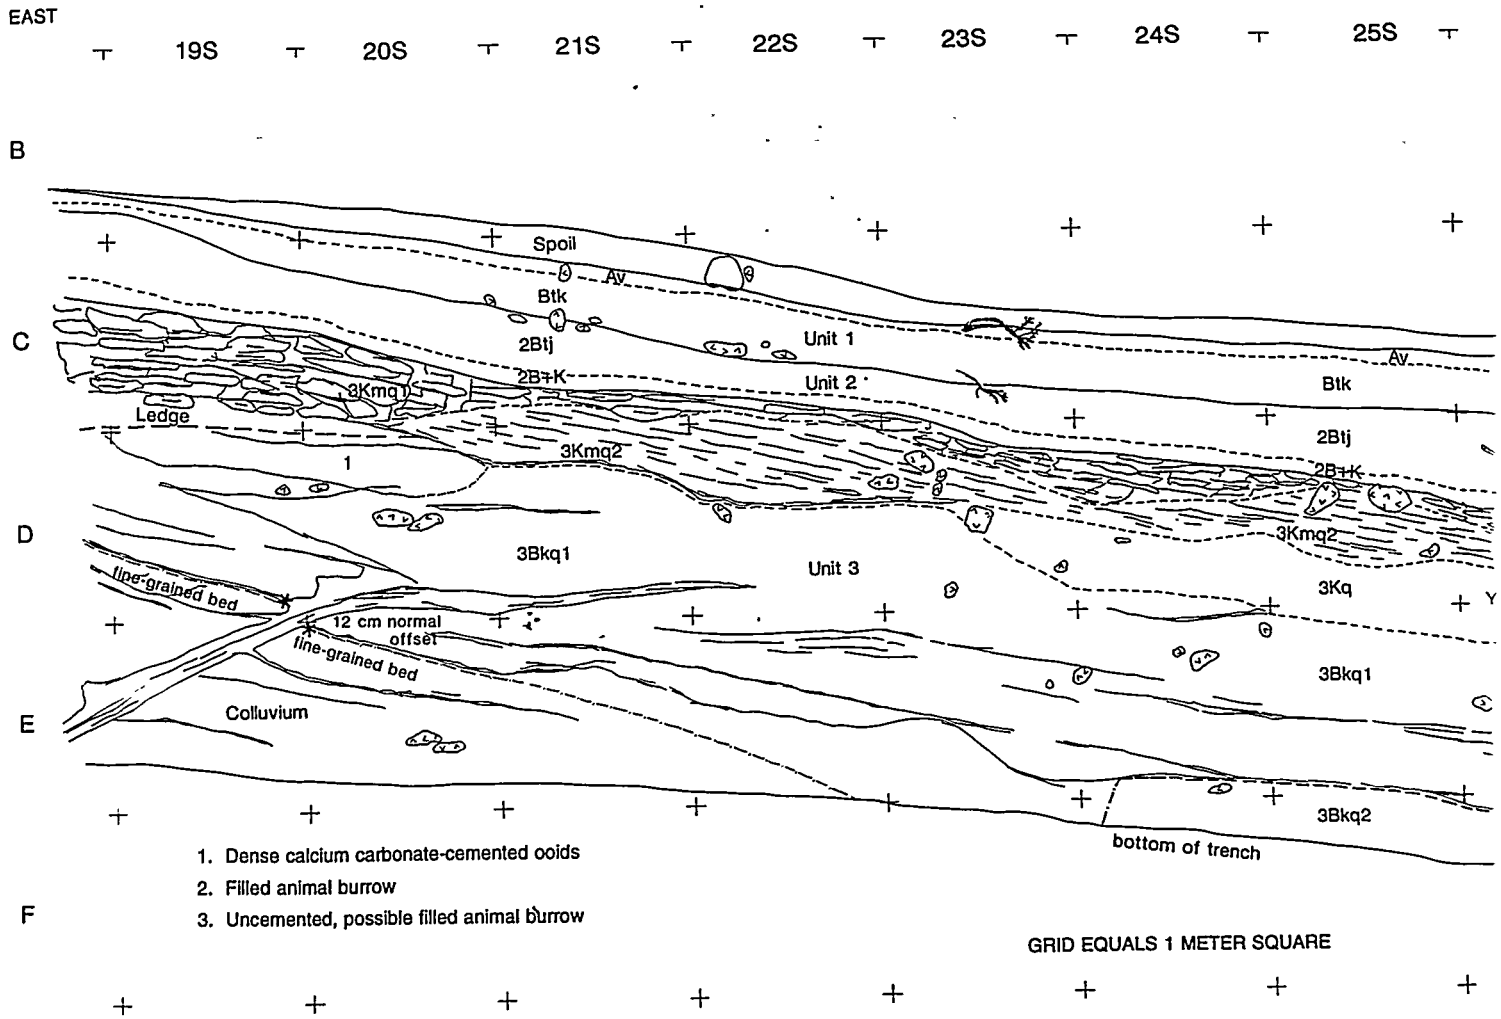 EAST
19S 20S 21S 22S 23S 24S 25S
B
Spoil
Av
Btk
C
Unit 1
2Btj
Av
2B+K
Unit 2
Btk
3Kmq1
Ledge
2Btj
3Kmq2
1
2B+K
D
3Kmq2
3Bkq1
Unit 3
fine-grained bed
3Kq
Y
12 cm normal
offset
fine-grained bed
3Bkq1
E
Colluvium
3Bkq2
bottom of trench
1. Dense calcium carbonate-cemented ooids
2. Filled animal burrow
3. Uncemented, possible filled animal burrow
F
GRID EQUALS 1 METER SQUARE